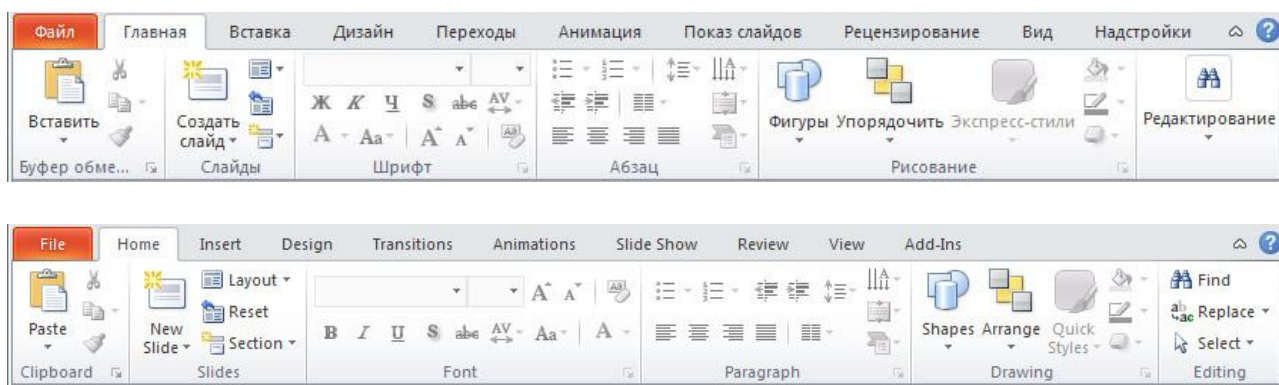 Файл Главная Вставка Дизайн Переходы Анимация Показ слайдов Рецензирование Вид Надстройки
Вставить Создать слайд Фигуры Упорядочить Экспресс-стили Редактирование
Ж К Ч S abe AV
A Aa A A
Буфер обме... Слайды Шрифт Абзац Рисование
File Home Insert Design Transitions Animations Slide Show Review View Add-Ins
Layout Find
Paste New Slide Reset Shapes Arrange Quick Styles Replace
B I U S abe AV Aa A
Section Select
Clipboard Slides Font Paragraph Drawing Editing